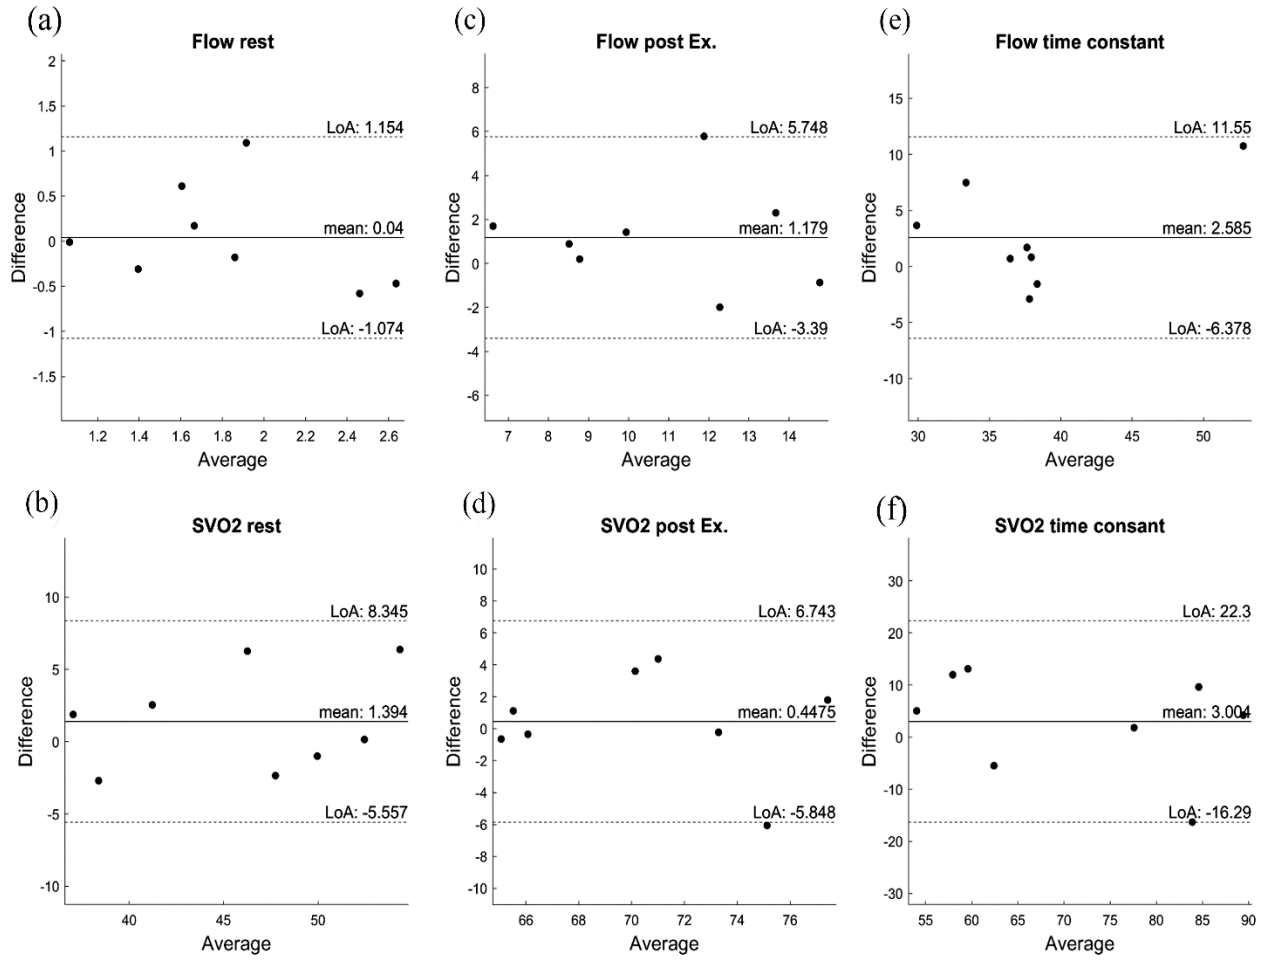 (a)
Flow rest
2
1.5
1
0.5
0
-0.5
-1
-1.5
LoA: 1.154
mean: 0.04
LoA: -1.074
Difference
1.2 1.4 1.6 1.8 2 2.2 2.4 2.6
Average
(c)
Flow post Ex.
8
6
4
2
0
-2
-4
-6
LoA: 5.748
mean: 1.179
LoA: -3.39
Difference
7 8 9 10 11 12 13 14
Average
(e)
Flow time constant
15
10
5
0
-5
-10
LoA: 11.55
mean: 2.585
LoA: -6.378
Difference
30 35 40 45 50
Average
(b)
SVO2 rest
10
5
0
-5
-10
LoA: 8.345
mean: 1.394
LoA: -5.557
Difference
40 45 50
Average
(d)
SVO2 post Ex.
10
8
6
4
2
0
-2
-4
-6
-8
-10
LoA: 6.743
mean: 0.4475
LoA: -5.848
Difference
66 68 70 72 74 76
Average
(f)
SVO2 time consant
30
20
10
0
-10
-20
-30
LoA: 22.3
mean: 3.004
LoA: -16.29
Difference
55 60 65 70 75 80 85 90
Average